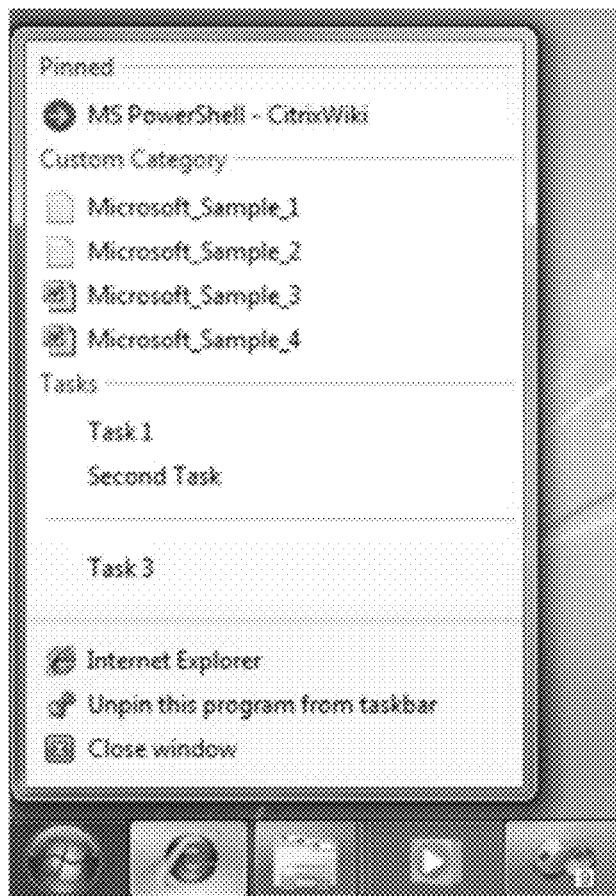 Pinned
MS PowerShell - CitrixWiki
Custom Category
Microsoft_Sample_1
Microsoft_Sample_2
Microsoft_Sample_3
Microsoft_Sample_4
Tasks
Task 1
Second Task
Task 3
Internet Explorer
Unpin this program from taskbar
Close window